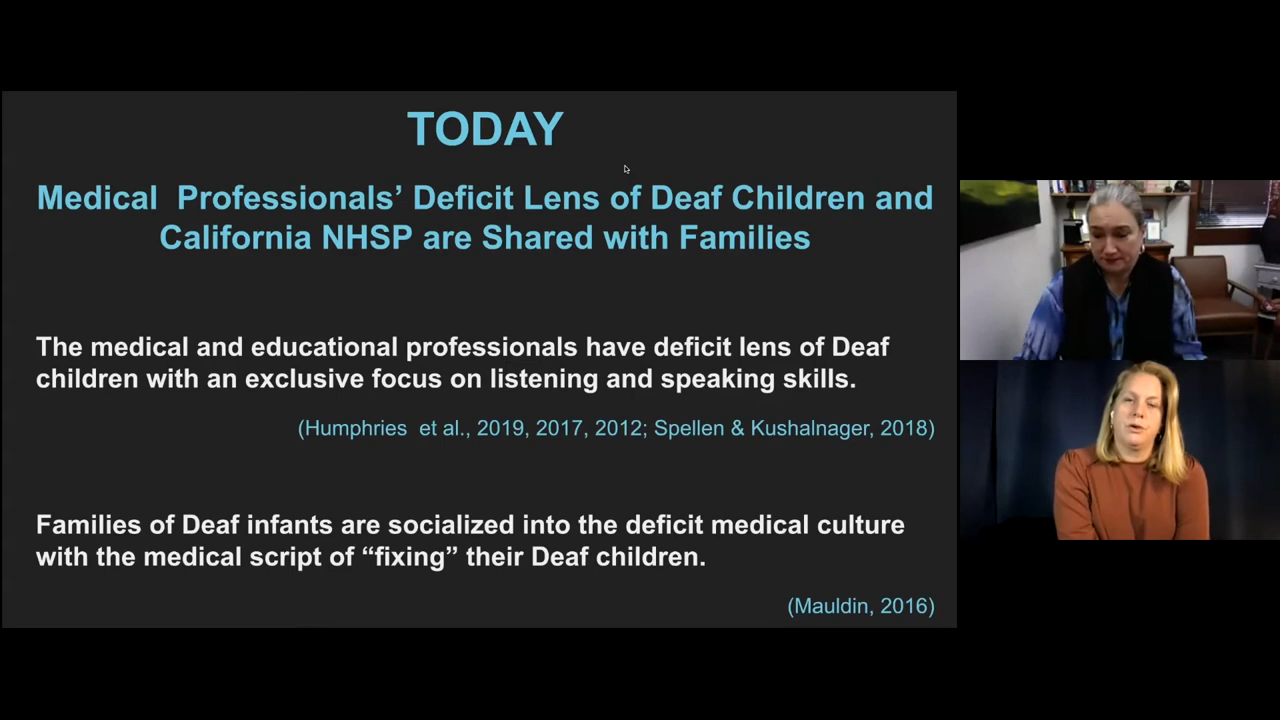 TODAY
Medical  Professionals’ Deficit Lens of Deaf Children and
California NHSP are Shared with Families
The medical and educational professionals have deficit lens of Deaf
children with an exclusive focus on listening and speaking skills.
(Humphries  et al., 2019, 2017, 2012; Spellen & Kushalnager, 2018)
Families of Deaf infants are socialized into the deficit medical culture
with the medical script of “fixing” their Deaf children.
(Mauldin, 2016)